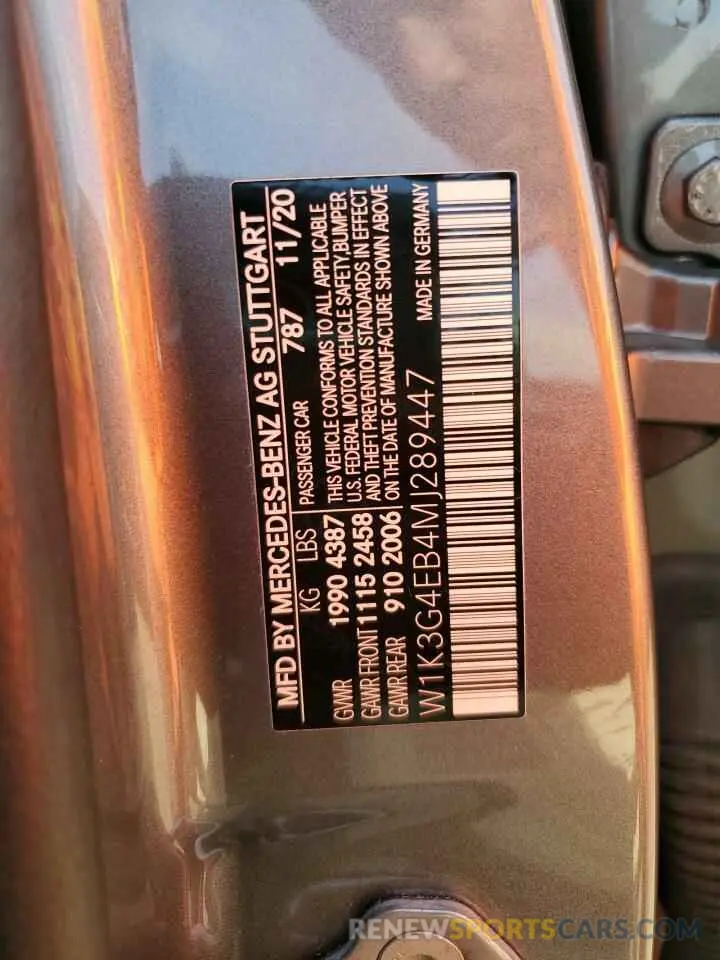 MFD BY MERCEDES-BENZ AG STUTTGART
KG LBS 787 11/20
GVWR 1990 4387
GAWR FRONT 1115 2458
GAWR REAR 910 2006
PASSENGER CAR
THIS VEHICLE CONFORMS TO ALL APPLICABLE
U.S. FEDERAL MOTOR VEHICLE SAFETY, BUMPER
AND THEFT PREVENTION STANDARDS IN EFFECT
ON THE DATE OF MANUFACTURE SHOWN ABOVE
W1K3G4EB4MJ289447 MADE IN GERMANY
RENEWSPORTSCARS.COM